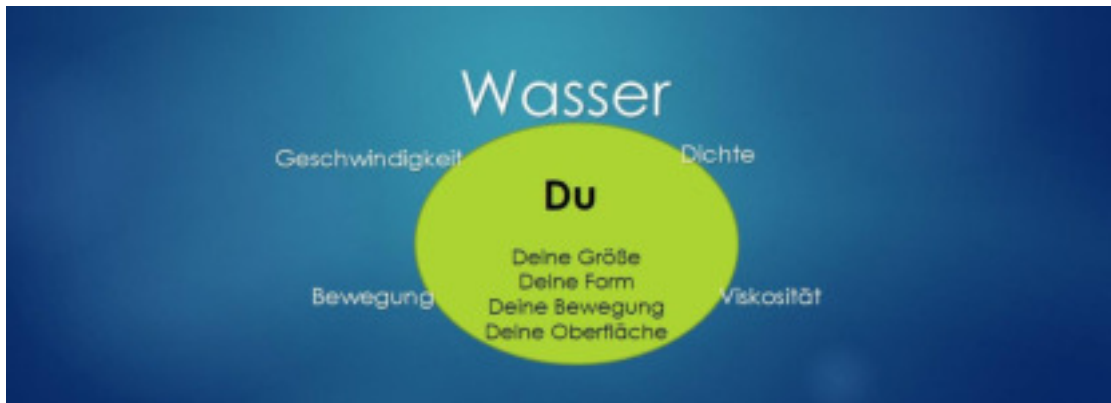 Wasser
Geschwindigkeit
Dichte
Du
Deine Größe
Deine Form
Bewegung
Viskosität
Deine Bewegung
Deine Oberfläche